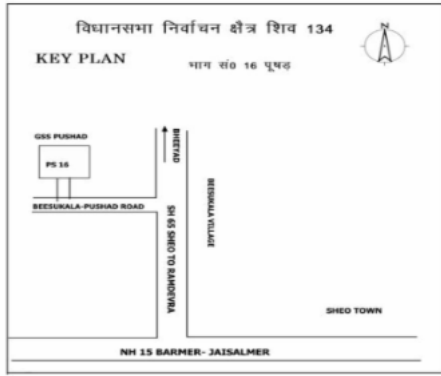 विधानसभा निर्वाचन क्षैत्र शिव 134
N
KEY PLAN
भाग सं0 16 पूषड़
GSS PUSHAD
PS 16
BHEEYAD
BEESUKALA-PUSHAD ROAD
SH 65 SHEO TO RAMDEVRA
BEESUKALA VILLAGE
SHEO TOWN
NH 15 BARMER- JAISALMER